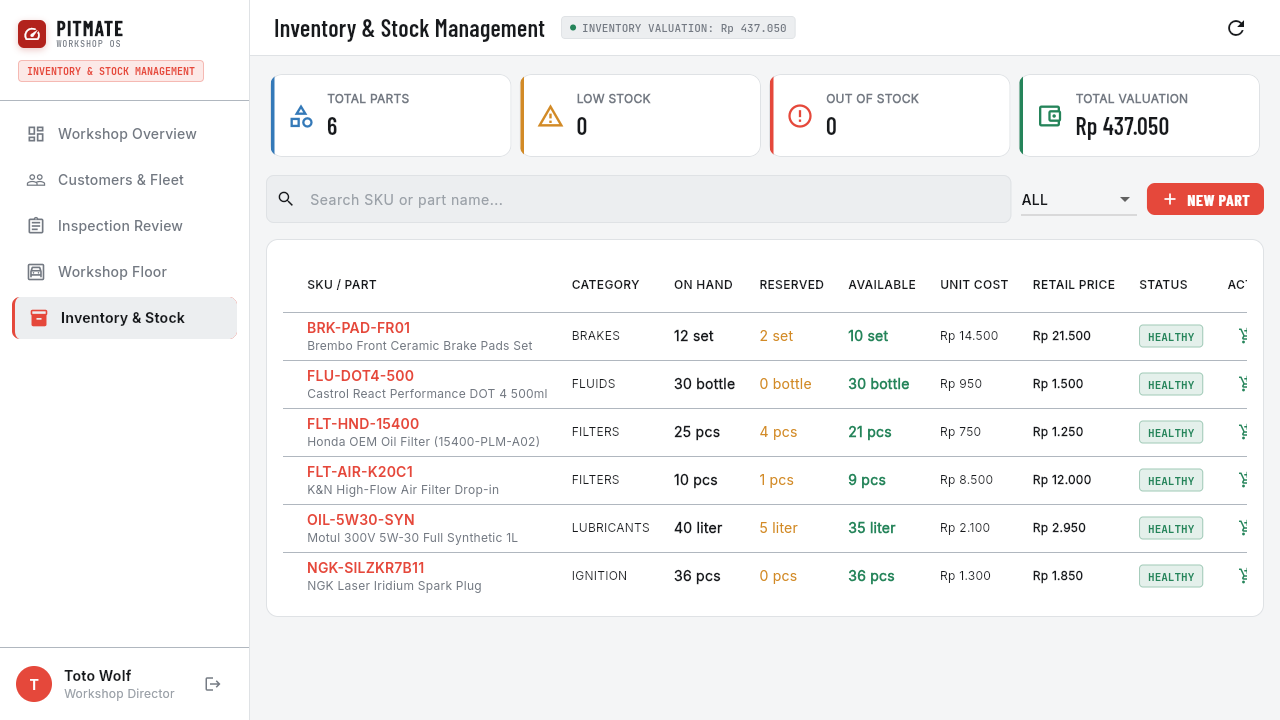 PITMATE
WORKSHOP OS
INVENTORY & STOCK MANAGEMENT
Workshop Overview
Customers & Fleet
Inspection Review
Workshop Floor
Inventory & Stock
Toto Wolf
Workshop Director
T
Inventory & Stock Management
INVENTORY VALUATION: Rp 437.050
TOTAL PARTS
6
LOW STOCK
0
OUT OF STOCK
0
TOTAL VALUATION
Rp 437.050
Search SKU or part name...
ALL
NEW PART
SKU / PART CATEGORY ON HAND RESERVED AVAILABLE UNIT COST RETAIL PRICE STATUS
BRK-PAD-FR01
Brembo Front Ceramic Brake Pads Set
BRAKES 12 set 2 set 10 set Rp 14.500 Rp 21.500 HEALTHY
FLU-DOT4-500
Castrol React Performance DOT 4 500ml
FLUIDS 30 bottle 0 bottle 30 bottle Rp 950 Rp 1.500 HEALTHY
FLT-HND-15400
Honda OEM Oil Filter (15400-PLM-A02)
FILTERS 25 pcs 4 pcs 21 pcs Rp 750 Rp 1.250 HEALTHY
FLT-AIR-K20C1
K&N High-Flow Air Filter Drop-in
FILTERS 10 pcs 1 pcs 9 pcs Rp 8.500 Rp 12.000 HEALTHY
OIL-5W30-SYN
Motul 300V 5W-30 Full Synthetic 1L
LUBRICANTS 40 liter 5 liter 35 liter Rp 2.100 Rp 2.950 HEALTHY
NGK-SILZKR7B11
NGK Laser Iridium Spark Plug
IGNITION 36 pcs 0 pcs 36 pcs Rp 1.300 Rp 1.850 HEALTHY